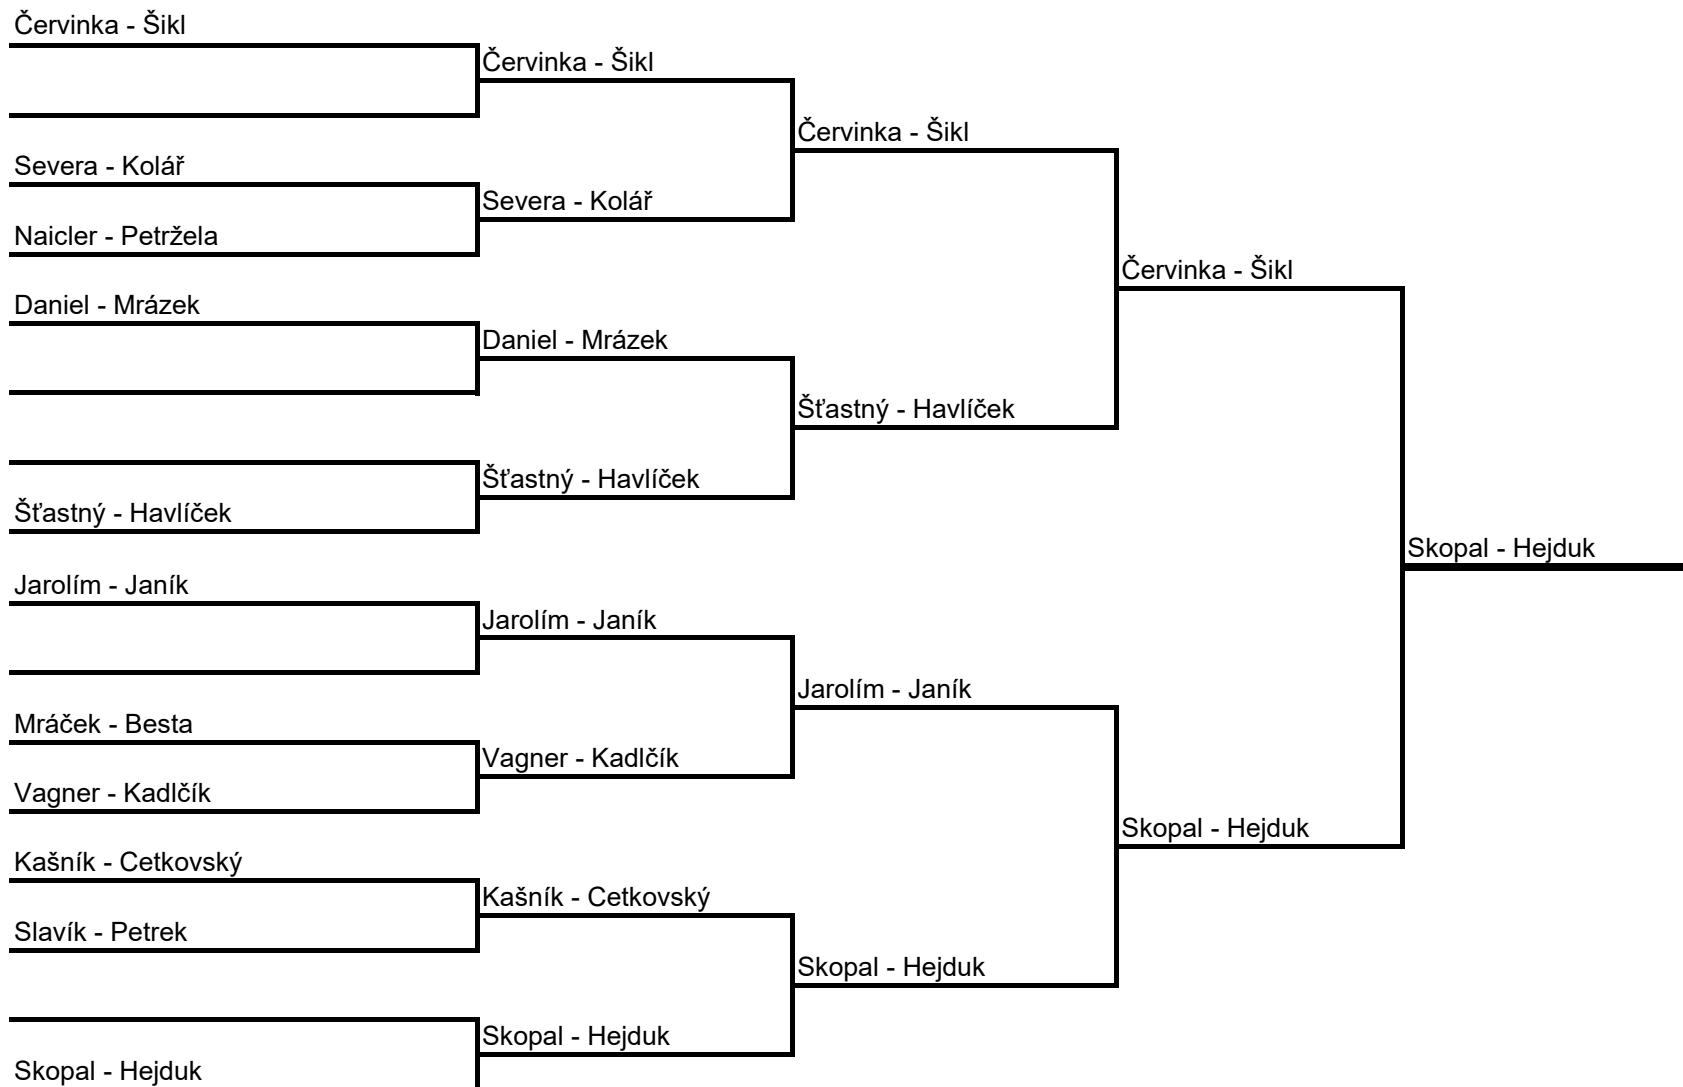 Červinka - Šikl
Červinka - Šikl
Červinka - Šikl
Severa - Kolář
Severa - Kolář
Naicler - Petržela
Červinka - Šikl
Daniel - Mrázek
Daniel - Mrázek
Šťastný - Havlíček
Šťastný - Havlíček
Šťastný - Havlíček
Skopal - Hejduk
Jarolím - Janík
Jarolím - Janík
Jarolím - Janík
Mráček - Besta
Vagner - Kadlčík
Vagner - Kadlčík
Skopal - Hejduk
Kašník - Cetkovský
Kašník - Cetkovský
Slavík - Petrek
Skopal - Hejduk
Skopal - Hejduk
Skopal - Hejduk